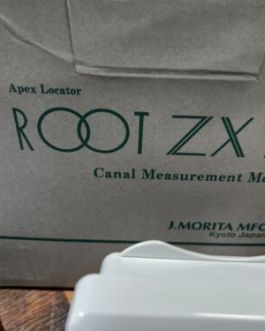 Apex Locator
ROOT ZX
Canal Measurement
J. MORITA MFG
Kyoto Japan